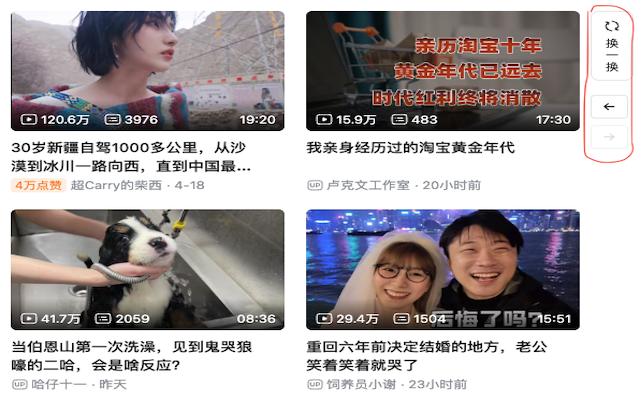 换
一
换
亲历淘宝十年
黄金年代已远去
时代红利终将消散
120.6万 3976 19:20
15.9万 483 17:30
30岁新疆自驾1000多公里，从沙
漠到冰川一路向西，直到中国最...
4万点赞 超Carry的柴西 · 4-18
我亲身经历过的淘宝黄金年代
UP 卢克文工作室 · 20小时前
41.7万 2059 08:36
后悔了吗?
29.4万 1504 15:51
当伯恩山第一次洗澡，见到鬼哭狼
嚎的二哈，会是啥反应?
UP 哈仔十一 · 昨天
重回六年前决定结婚的地方，老公
笑着笑着就哭了
UP 饲养员小谢 · 23小时前